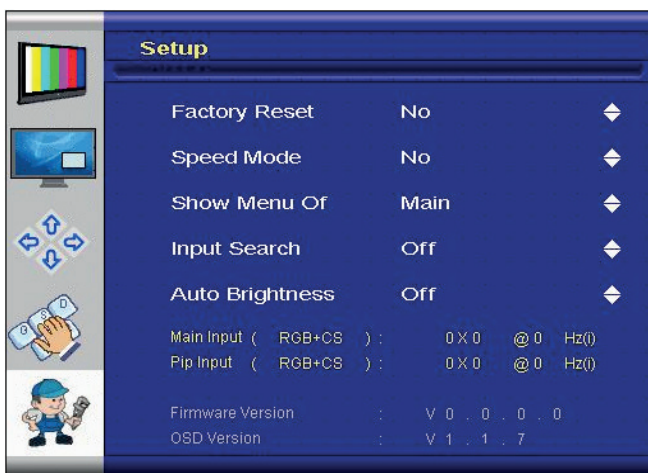 Setup
Factory Reset No
Speed Mode No
Show Menu Of Main
Input Search Off
Auto Brightness Off
Main Input ( RGB+CS ) : 0 X 0 @ 0 Hz(i)
Pip Input ( RGB+CS ) : 0 X 0 @ 0 Hz(i)
Firmware Version : V 0 . 0 . 0 . 0
OSD Version : V 1 . 1 . 7
G S D